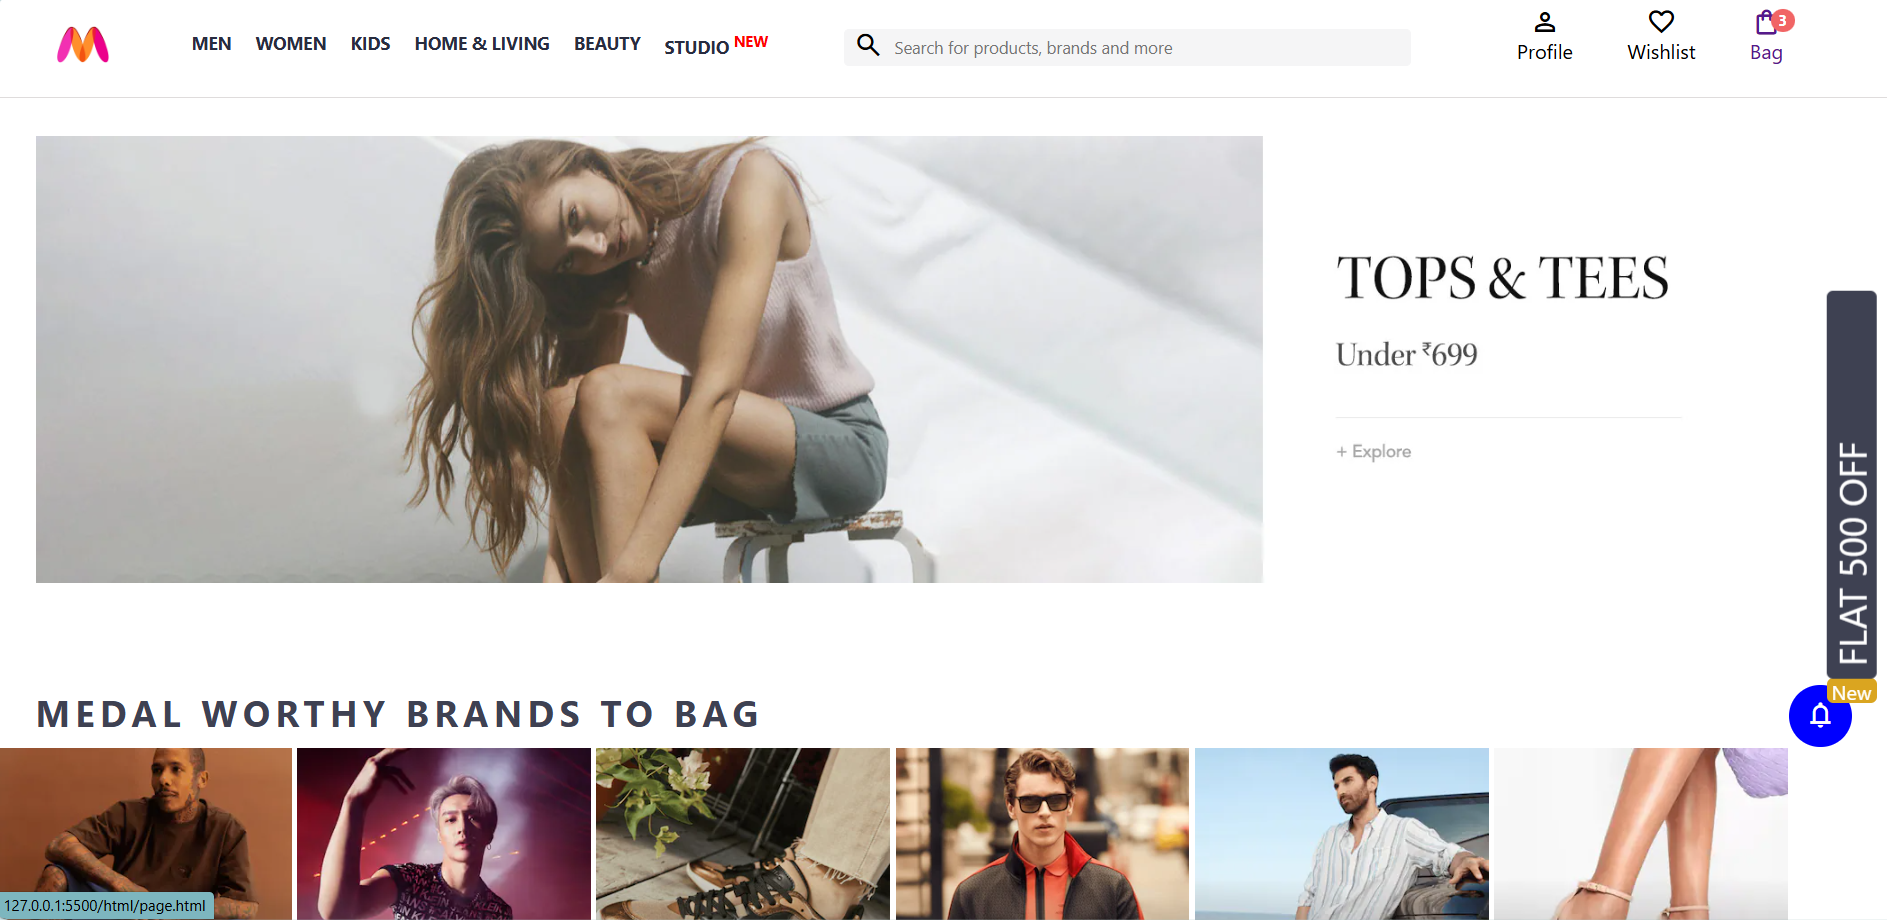 MEN WOMEN KIDS HOME & LIVING BEAUTY STUDIO NEW
Search for products, brands and more
Profile
Wishlist
3
Bag
TOPS & TEES
Under ₹699
+ Explore
FLAT 500 OFF
New
MEDAL WORTHY BRANDS TO BAG
127.0.0.1:5500/html/page.html